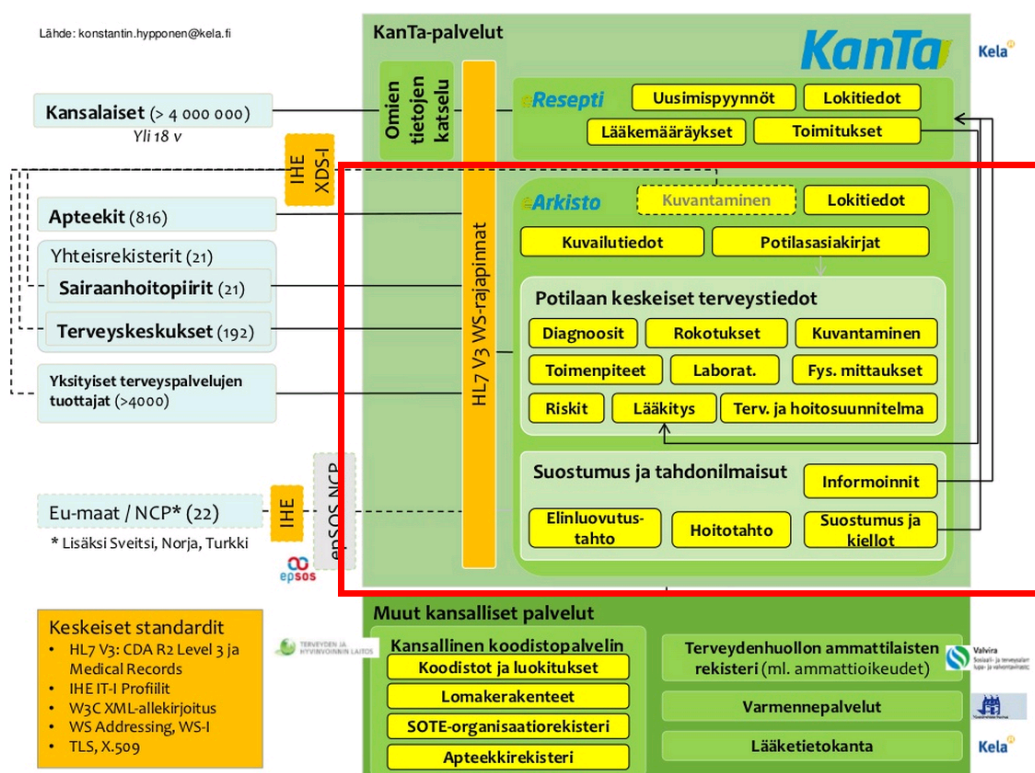 Lähde: konstantin.hypponen@kela.fi
KanTa-palvelut
KanTa
Kela
Kansalaiset (> 4 000 000)
Yli 18 v
Omien
tietojen
katselu
eResepti
Uusimispyynnöt
Lokitiedot
Lääkemääräykset
Toimitukset
IHE
XDS-I
HL7 V3 WS-rajapinnat
Apteekit (816)
Yhteisrekisterit (21)
Sairaanhoitopiirit (21)
Terveyskeskukset (192)
Yksityiset terveyspalvelujen
tuottajat (>4000)
eArkisto
Kuvantaminen
Lokitiedot
Kuvailutiedot
Potilasasiakirjat
Potilaan keskeiset terveystiedot
Diagnoosit
Rokotukset
Kuvantaminen
Toimenpiteet
Laborat.
Fys. mittaukset
Riskit
Lääkitys
Terv. ja hoitosuunnitelma
Suostumus ja tahdonilmaisut
Informoinnit
Elinluovutus-
tahto
Hoitotahto
Suostumus ja
kiellot
Eu-maat / NCP* (22)
* Lisäksi Sveitsi, Norja, Turkki
IHE
epSOS NCP
epsos
Keskeiset standardit
• HL7 V3: CDA R2 Level 3 ja
Medical Records
• IHE IT-I Profiilit
• W3C XML-allekirjoitus
• WS Addressing, WS-I
• TLS, X.509
TERVEYDEN JA
HYVINVOINNIN LAITOS
Muut kansalliset palvelut
Kansallinen koodistopalvelin
Koodistot ja luokitukset
Lomakerakenteet
SOTE-organisaatiorekisteri
Apteekkirekisteri
Terveydenhuollon ammattilaisten
rekisteri (ml. ammattioikeudet)
Varmennepalvelut
Lääketietokanta
Valvira
Kela